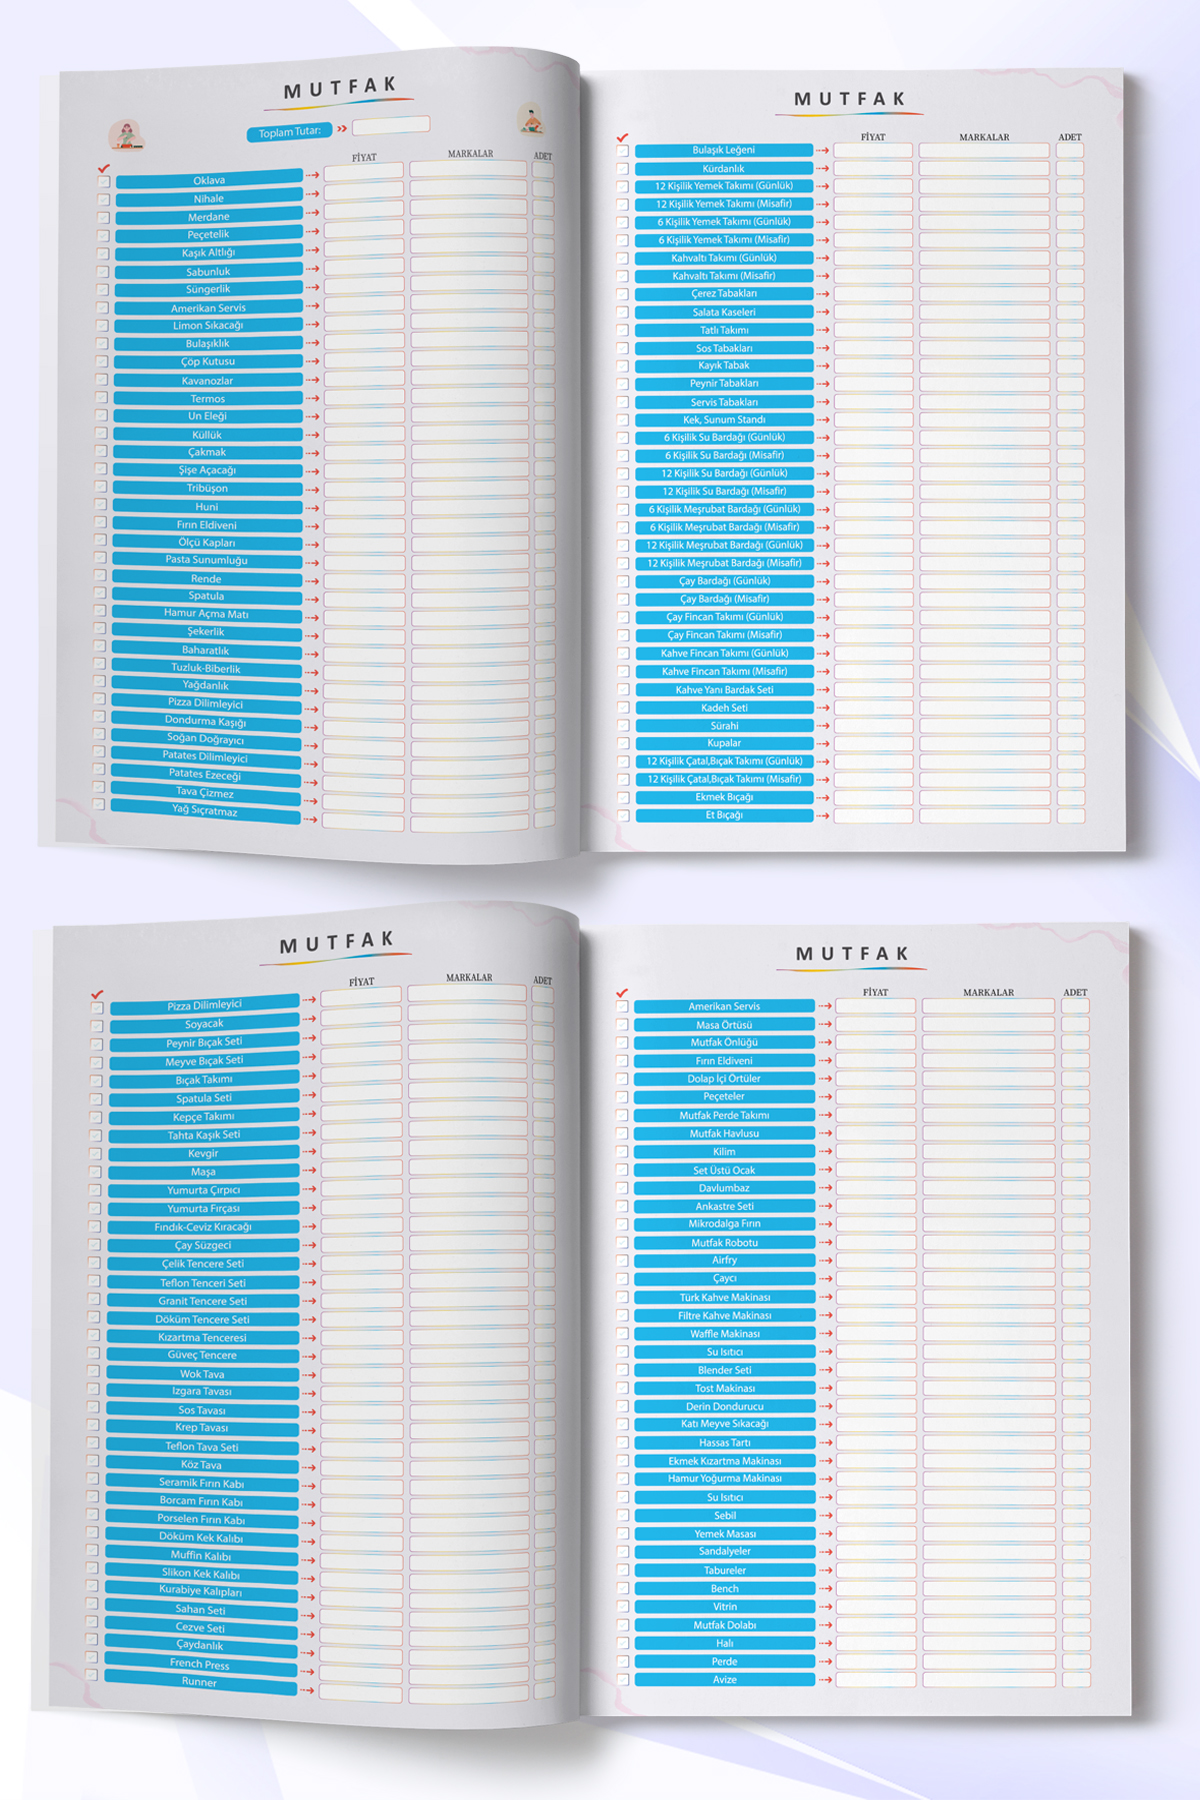 MUTFAK
Toplam Tutar:
FİYAT MARKALAR ADET
Oklava
Nihale
Merdane
Peçetelik
Kaşık Altlığı
Sabunluk
Süngerlik
Amerikan Servis
Limon Sıkacağı
Bulaşıklık
Çöp Kutusu
Kavanozlar
Termos
Un Eleği
Küllük
Çakmak
Şişe Açacağı
Tribüşon
Huni
Fırın Eldiveni
Ölçü Kapları
Pasta Sunumluğu
Rende
Spatula
Hamur Açma Matı
Şekerlik
Baharatlık
Tuzluk-Biberlik
Yağdanlık
Pizza Dilimleyici
Dondurma Kaşığı
Soğan Doğrayıcı
Patates Dilimleyici
Patates Ezeceği
Tava Çizmez
Yağ Sıçratmaz
MUTFAK
FİYAT MARKALAR ADET
Bulaşık Leğeni
Kürdanlık
12 Kişilik Yemek Takımı (Günlük)
12 Kişilik Yemek Takımı (Misafir)
6 Kişilik Yemek Takımı (Günlük)
6 Kişilik Yemek Takımı (Misafir)
Kahvaltı Takımı (Günlük)
Kahvaltı Takımı (Misafir)
Çerez Tabakları
Salata Kaseleri
Tatlı Takımı
Sos Tabakları
Kayık Tabak
Peynir Tabakları
Servis Tabakları
Kek, Sunum Standı
6 Kişilik Su Bardağı (Günlük)
6 Kişilik Su Bardağı (Misafir)
12 Kişilik Su Bardağı (Günlük)
12 Kişilik Su Bardağı (Misafir)
6 Kişilik Meşrubat Bardağı (Günlük)
6 Kişilik Meşrubat Bardağı (Misafir)
12 Kişilik Meşrubat Bardağı (Günlük)
12 Kişilik Meşrubat Bardağı (Misafir)
Çay Bardağı (Günlük)
Çay Bardağı (Misafir)
Çay Fincan Takımı (Günlük)
Çay Fincan Takımı (Misafir)
Kahve Fincan Takımı (Günlük)
Kahve Fincan Takımı (Misafir)
Kahve Yanı Bardak Seti
Kadeh Seti
Sürahi
Kupalar
12 Kişilik Çatal,Bıçak Takımı (Günlük)
12 Kişilik Çatal,Bıçak Takımı (Misafir)
Ekmek Bıçağı
Et Bıçağı
MUTFAK
FİYAT MARKALAR ADET
Pizza Dilimleyici
Soyacak
Peynir Bıçak Seti
Meyve Bıçak Seti
Bıçak Takımı
Spatula Seti
Kepçe Takımı
Tahta Kaşık Seti
Kevgir
Maşa
Yumurta Çırpıcı
Yumurta Fırçası
Fındık-Ceviz Kıracağı
Çay Süzgeci
Çelik Tencere Seti
Teflon Tenceri Seti
Granit Tencere Seti
Döküm Tencere Seti
Kızartma Tenceresi
Güveç Tencere
Wok Tava
Izgara Tavası
Sos Tavası
Krep Tavası
Teflon Tava Seti
Köz Tava
Seramik Fırın Kabı
Borcam Fırın Kabı
Porselen Fırın Kabı
Döküm Kek Kalıbı
Muffin Kalıbı
Slikon Kek Kalıbı
Kurabiye Kalıpları
Sahan Seti
Cezve Seti
Çaydanlık
French Press
Runner
MUTFAK
FİYAT MARKALAR ADET
Amerikan Servis
Masa Örtüsü
Mutfak Önlüğü
Fırın Eldiveni
Dolap İçi Örtüler
Peçeteler
Mutfak Perde Takımı
Mutfak Havlusu
Kilim
Set Üstü Ocak
Davlumbaz
Ankastre Seti
Mikrodalga Fırın
Mutfak Robotu
Airfry
Çaycı
Türk Kahve Makinası
Filtre Kahve Makinası
Waffle Makinası
Su Isıtıcı
Blender Seti
Tost Makinası
Derin Dondurucu
Katı Meyve Sıkacağı
Hassas Tartı
Ekmek Kızartma Makinası
Hamur Yoğurma Makinası
Su Isıtıcı
Sebil
Yemek Masası
Sandalyeler
Tabureler
Bench
Vitrin
Mutfak Dolabı
Halı
Perde
Avize